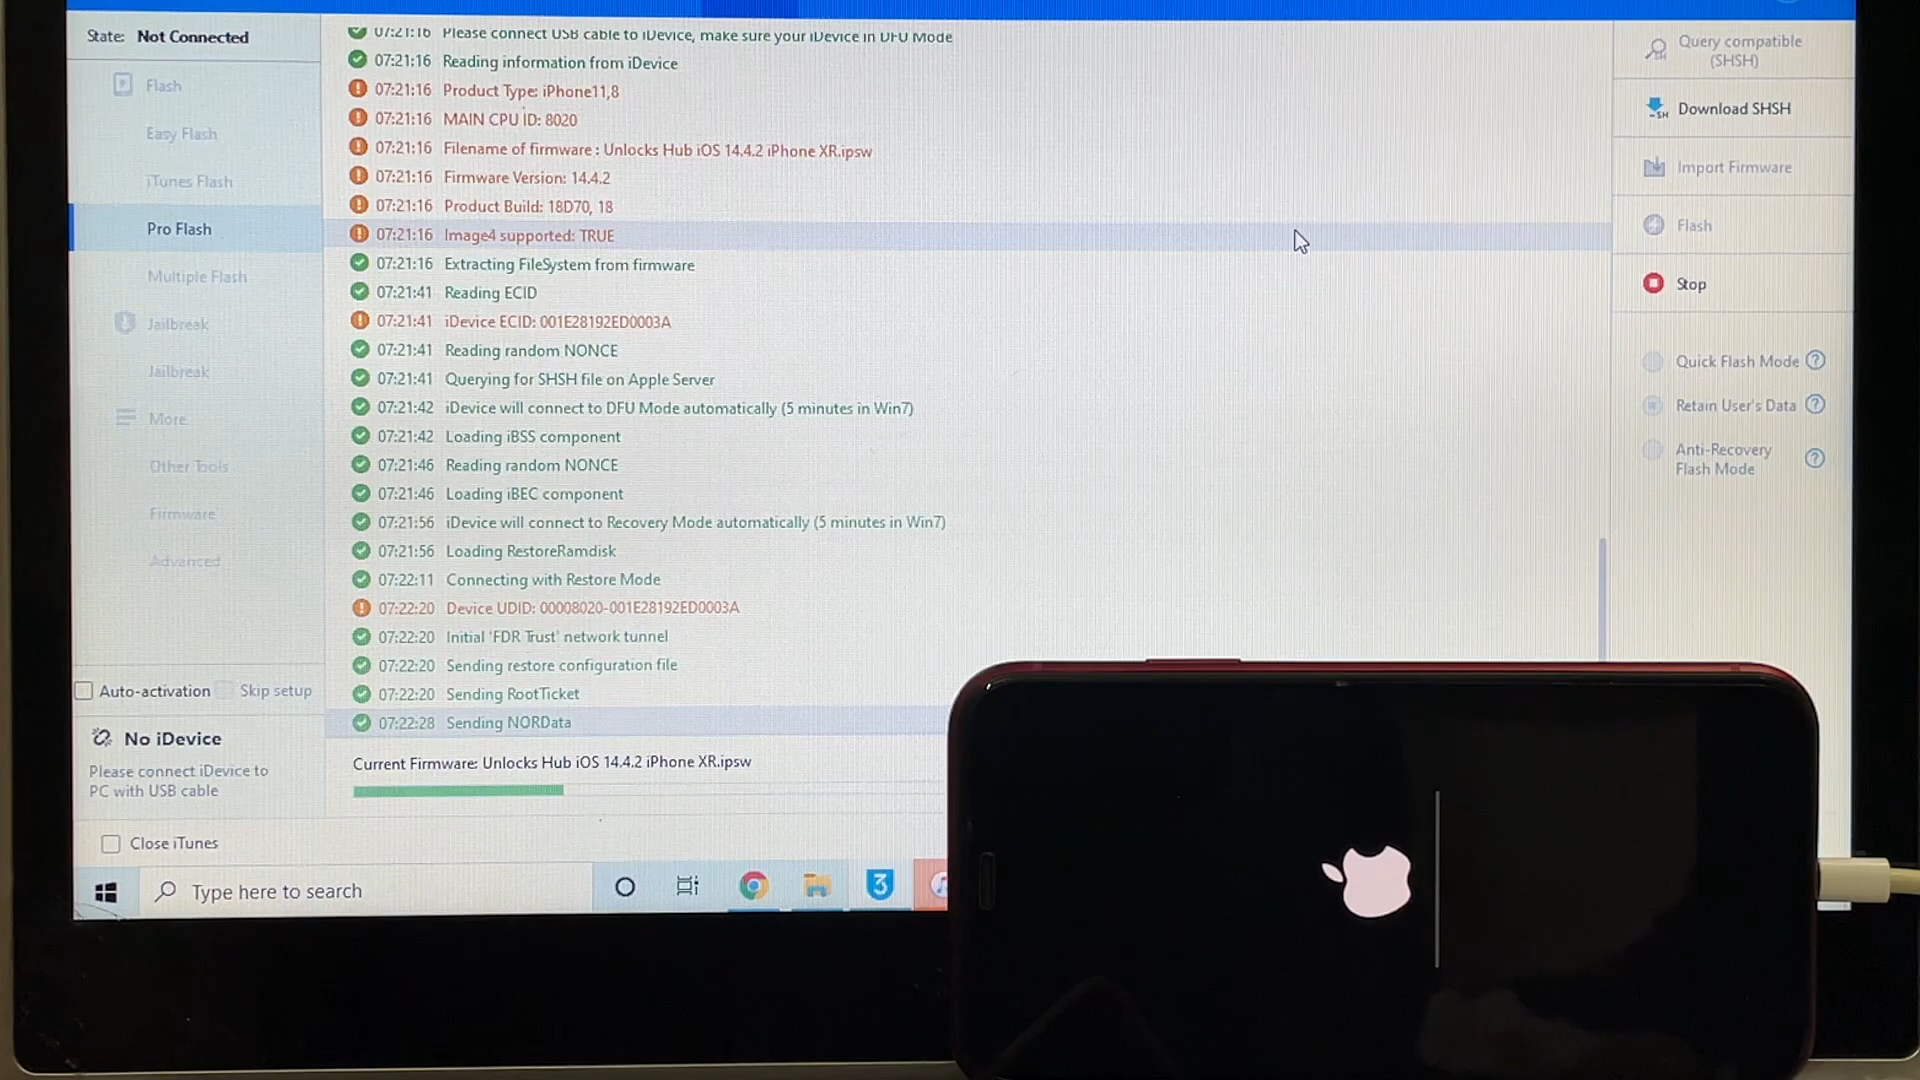 State: Not Connected
Flash
Easy Flash
iTunes Flash
Pro Flash
Multiple Flash
Jailbreak
Jailbreak
More
Other Tools
Firmware
Advanced
Auto-activation
Skip setup
No iDevice
Please connect iDevice to
PC with USB cable
Close iTunes
07:21:16 Please connect USB cable to iDevice, make sure your iDevice in DFU Mode
07:21:16 Reading information from iDevice
07:21:16 Product Type: iPhone11,8
07:21:16 MAIN CPU ID: 8020
07:21:16 Filename of firmware : Unlocks Hub iOS 14.4.2 iPhone XR.ipsw
07:21:16 Firmware Version: 14.4.2
07:21:16 Product Build: 18D70, 18
07:21:16 Image4 supported: TRUE
07:21:16 Extracting FileSystem from firmware
07:21:41 Reading ECID
07:21:41 iDevice ECID: 001E28192ED0003A
07:21:41 Reading random NONCE
07:21:41 Querying for SHSH file on Apple Server
07:21:42 iDevice will connect to DFU Mode automatically (5 minutes in Win7)
07:21:42 Loading iBSS component
07:21:46 Reading random NONCE
07:21:46 Loading iBEC component
07:21:56 iDevice will connect to Recovery Mode automatically (5 minutes in Win7)
07:21:56 Loading RestoreRamdisk
07:22:11 Connecting with Restore Mode
07:22:20 Device UDID: 00008020-001E28192ED0003A
07:22:20 Initial 'FDR Trust' network tunnel
07:22:20 Sending restore configuration file
07:22:20 Sending RootTicket
07:22:28 Sending NORData
Current Firmware: Unlocks Hub iOS 14.4.2 iPhone XR.ipsw
Query compatible
(SHSH)
Download SHSH
Import Firmware
Flash
Stop
Quick Flash Mode ?
Retain User's Data ?
Anti-Recovery
Flash Mode ?
Type here to search
3